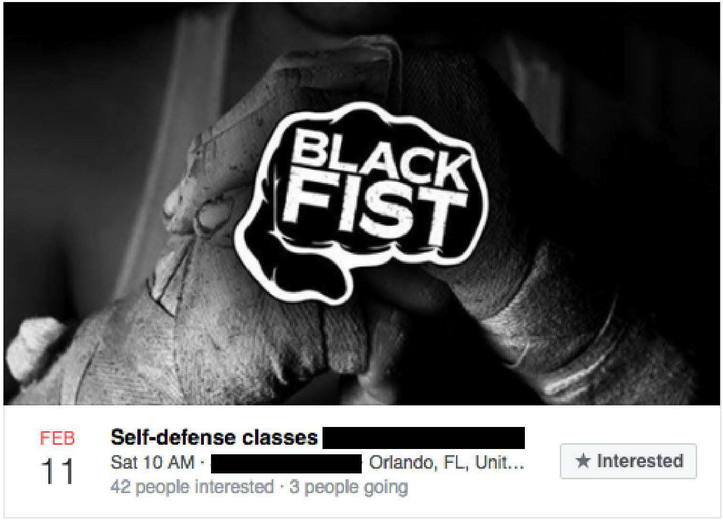 BLACK
FIST
FEB
11
Self-defense classes
Sat 10 AM · Orlando, FL, Unit...
42 people interested · 3 people going
★ Interested